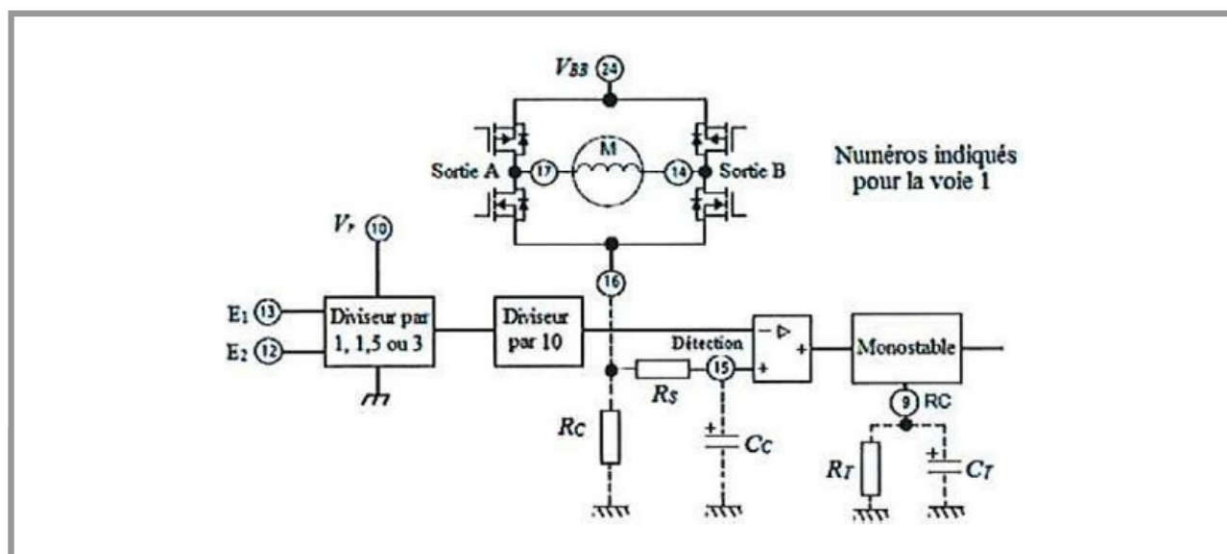 VBB 24
M
Sortie A 17 14 Sortie B
Numéros indiqués
pour la voie 1
Vr 10
16
E1 13
E2 12
Diviseur par
1, 1,5 ou 3
Diviseur
par 10
Détection
15
− ▷ +
+
Monostable
9 RC
RS
RC
+ CC
RT
+ CT